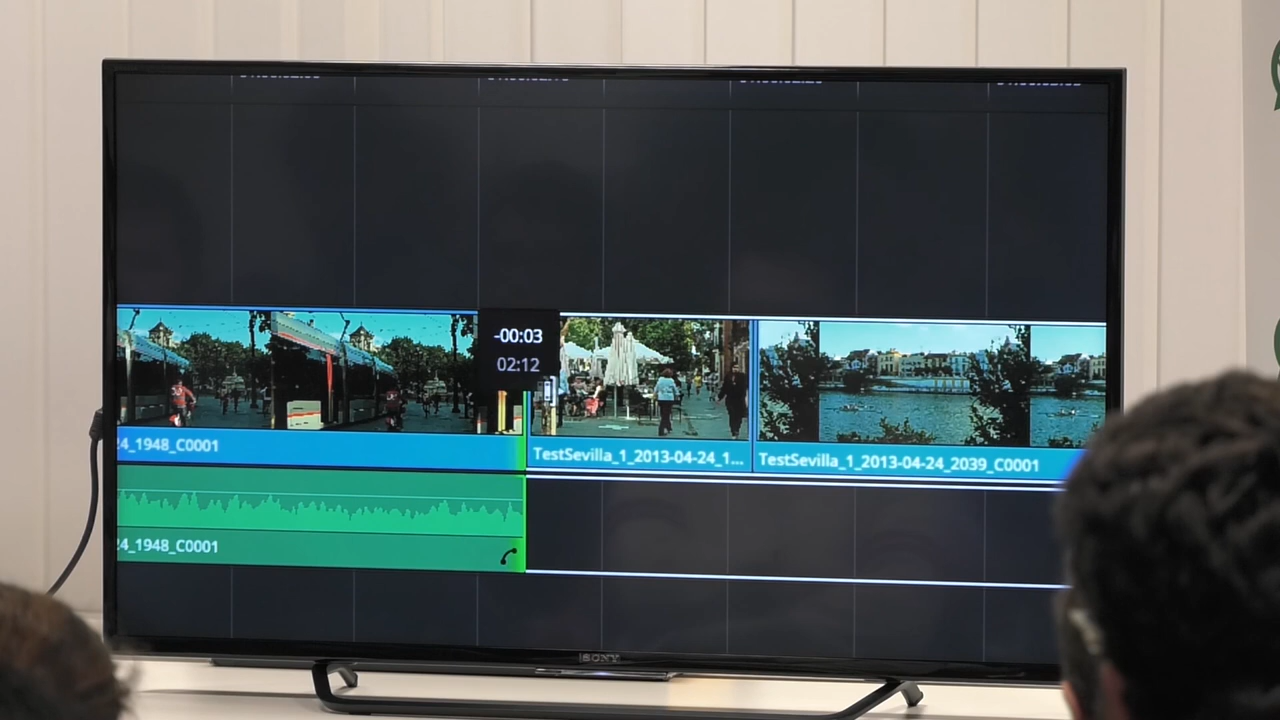 -00:03
02:12
24_1948_C0001
TestSevilla_1_2013-04-24_1...
TestSevilla_1_2013-04-24_2039_C0001
24_1948_C0001
SONY